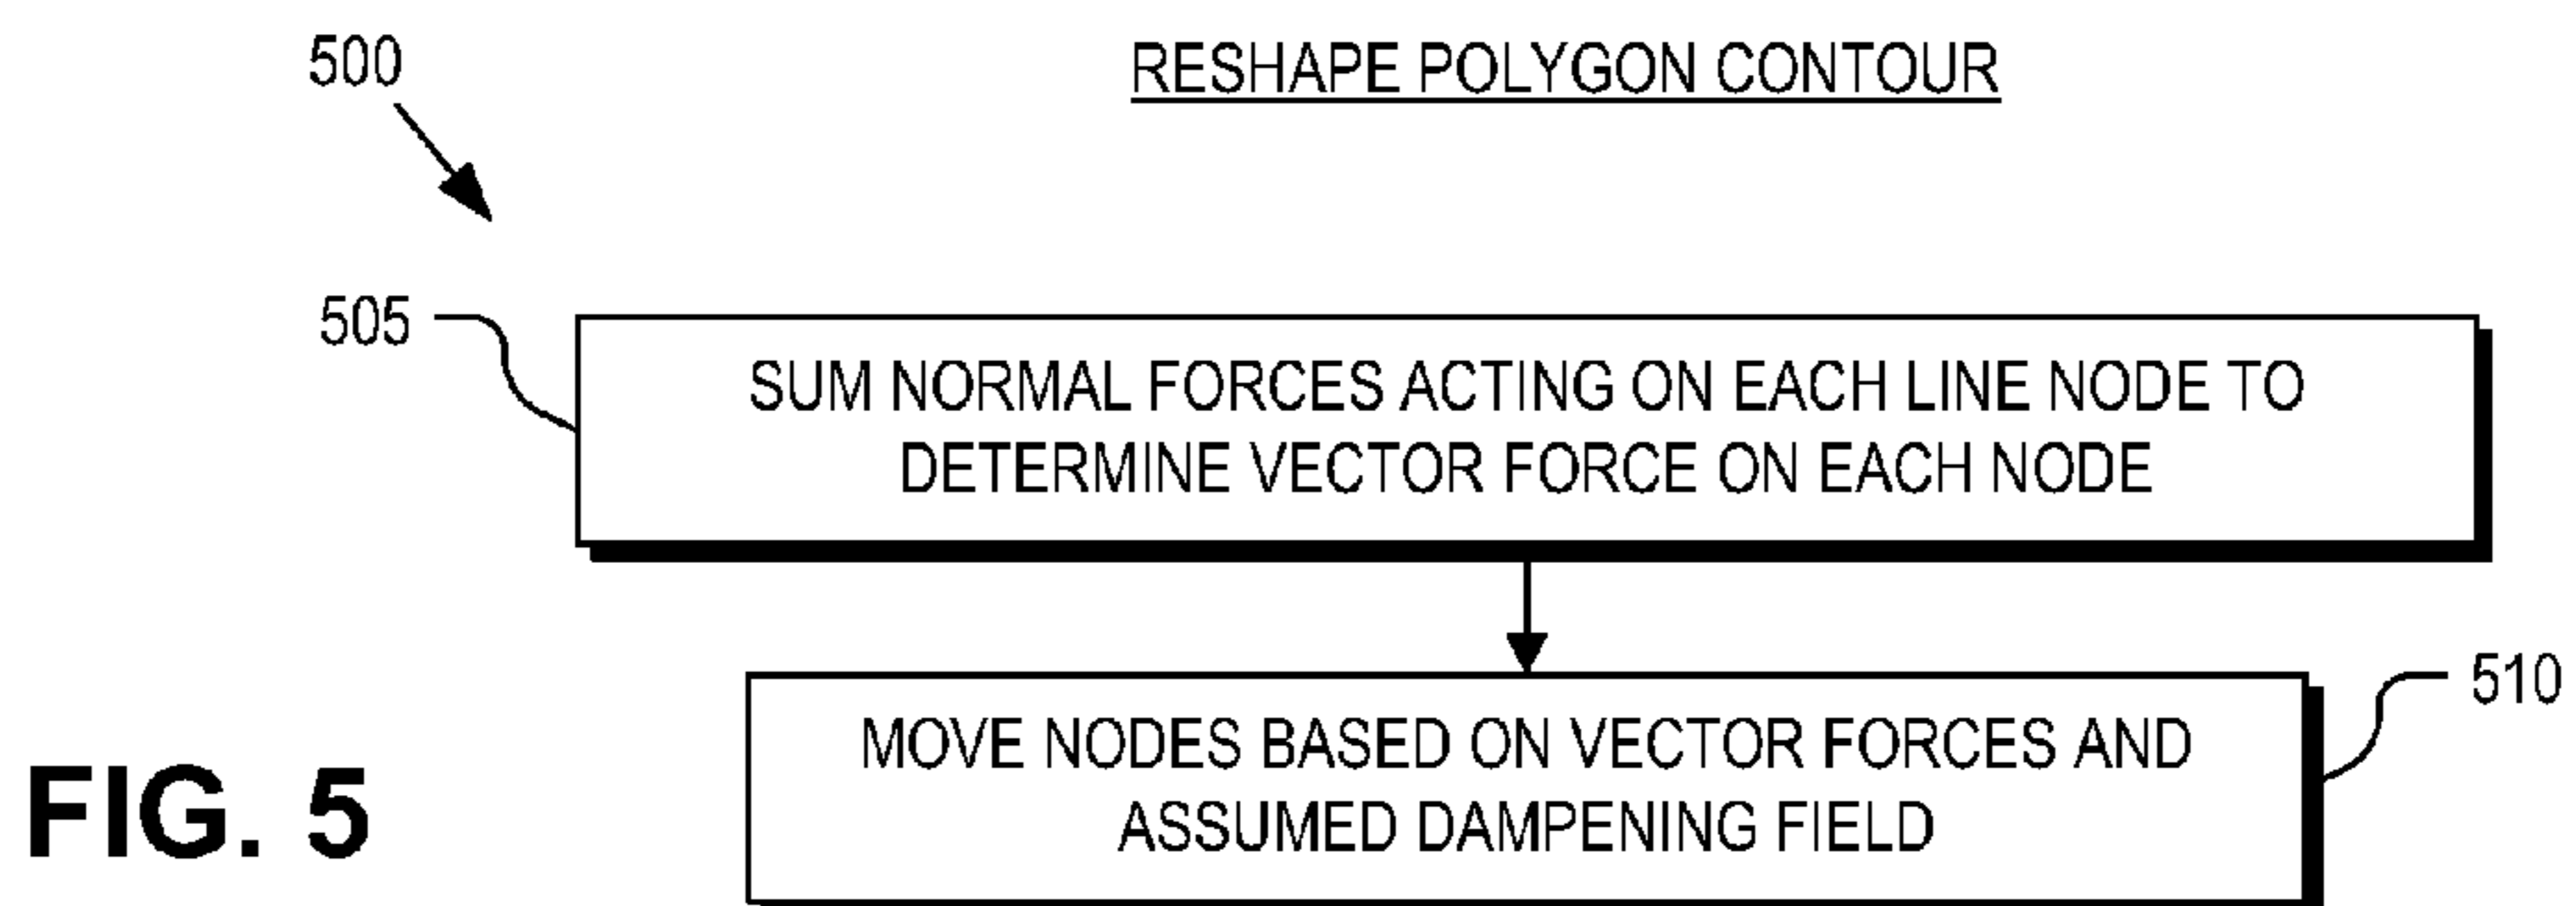 500
RESHAPE POLYGON CONTOUR
505
SUM NORMAL FORCES ACTING ON EACH LINE NODE TO
DETERMINE VECTOR FORCE ON EACH NODE
510
MOVE NODES BASED ON VECTOR FORCES AND
ASSUMED DAMPENING FIELD
FIG. 5